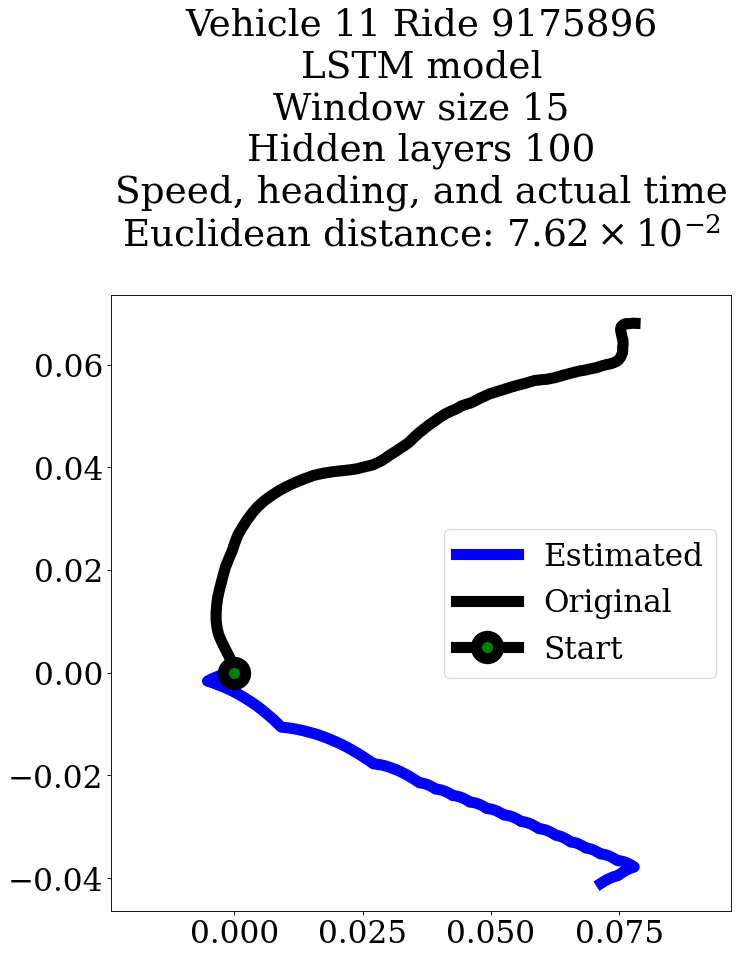 Vehicle 11 Ride 9175896
LSTM model
Window size 15
Hidden layers 100
Speed, heading, and actual time
Euclidean distance: 7.62 × 10⁻²
0.06
0.04
0.02
0.00
−0.02
−0.04
Estimated
Original
Start
0.000 0.025 0.050 0.075